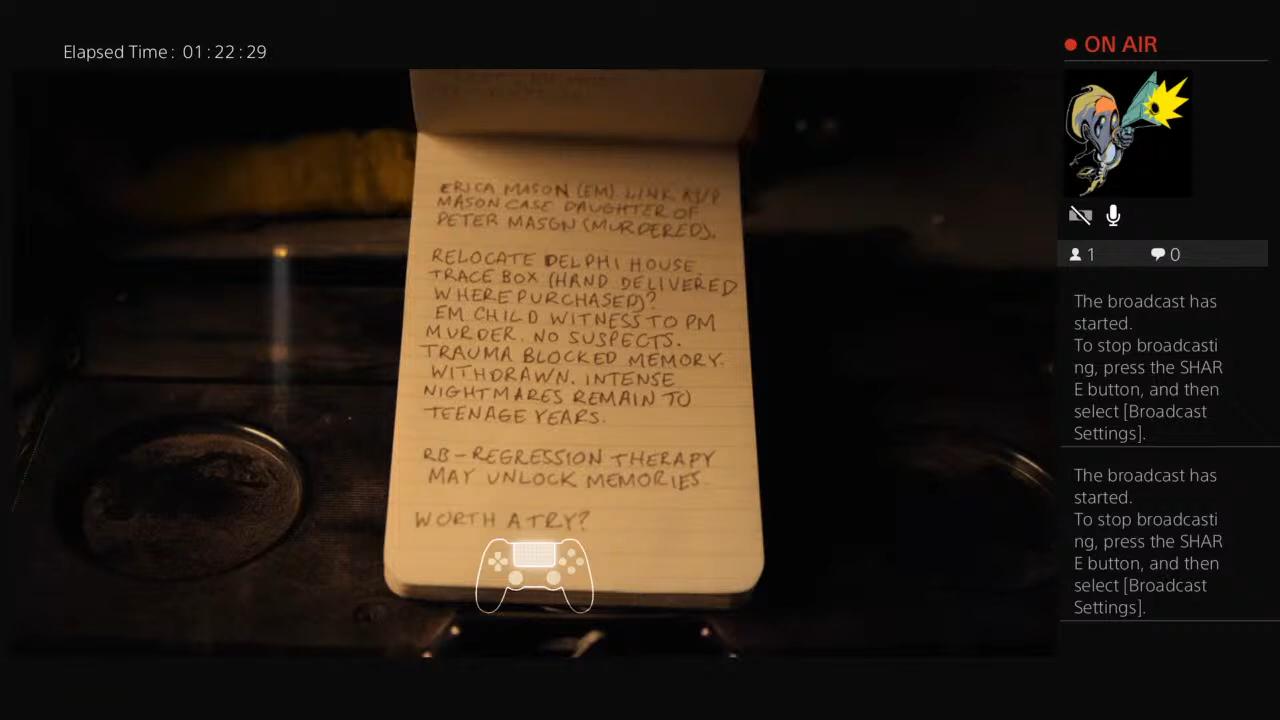 Elapsed Time: 01:22:29
ON AIR
ERICA MASON (EM). LINK
MASON CASE DAUGHTER OF
PETER MASON (MURDERED).
RELOCATE DELPHI HOUSE
TRACE BOX (HAND DELIVERED
WHERE PURCHASED)?
EM CHILD WITNESS TO PM
MURDER. NO SUSPECTS.
TRAUMA BLOCKED MEMORY.
WITHDRAWN. INTENSE
NIGHTMARES REMAIN TO
TEENAGE YEARS.
RB-REGRESSION THERAPY
MAY UNLOCK MEMORIES
WORTH A TRY?
1
0
The broadcast has
started.
To stop broadcasti
ng, press the SHAR
E button, and then
select [Broadcast
Settings].
The broadcast has
started.
To stop broadcasti
ng, press the SHAR
E button, and then
select [Broadcast
Settings].